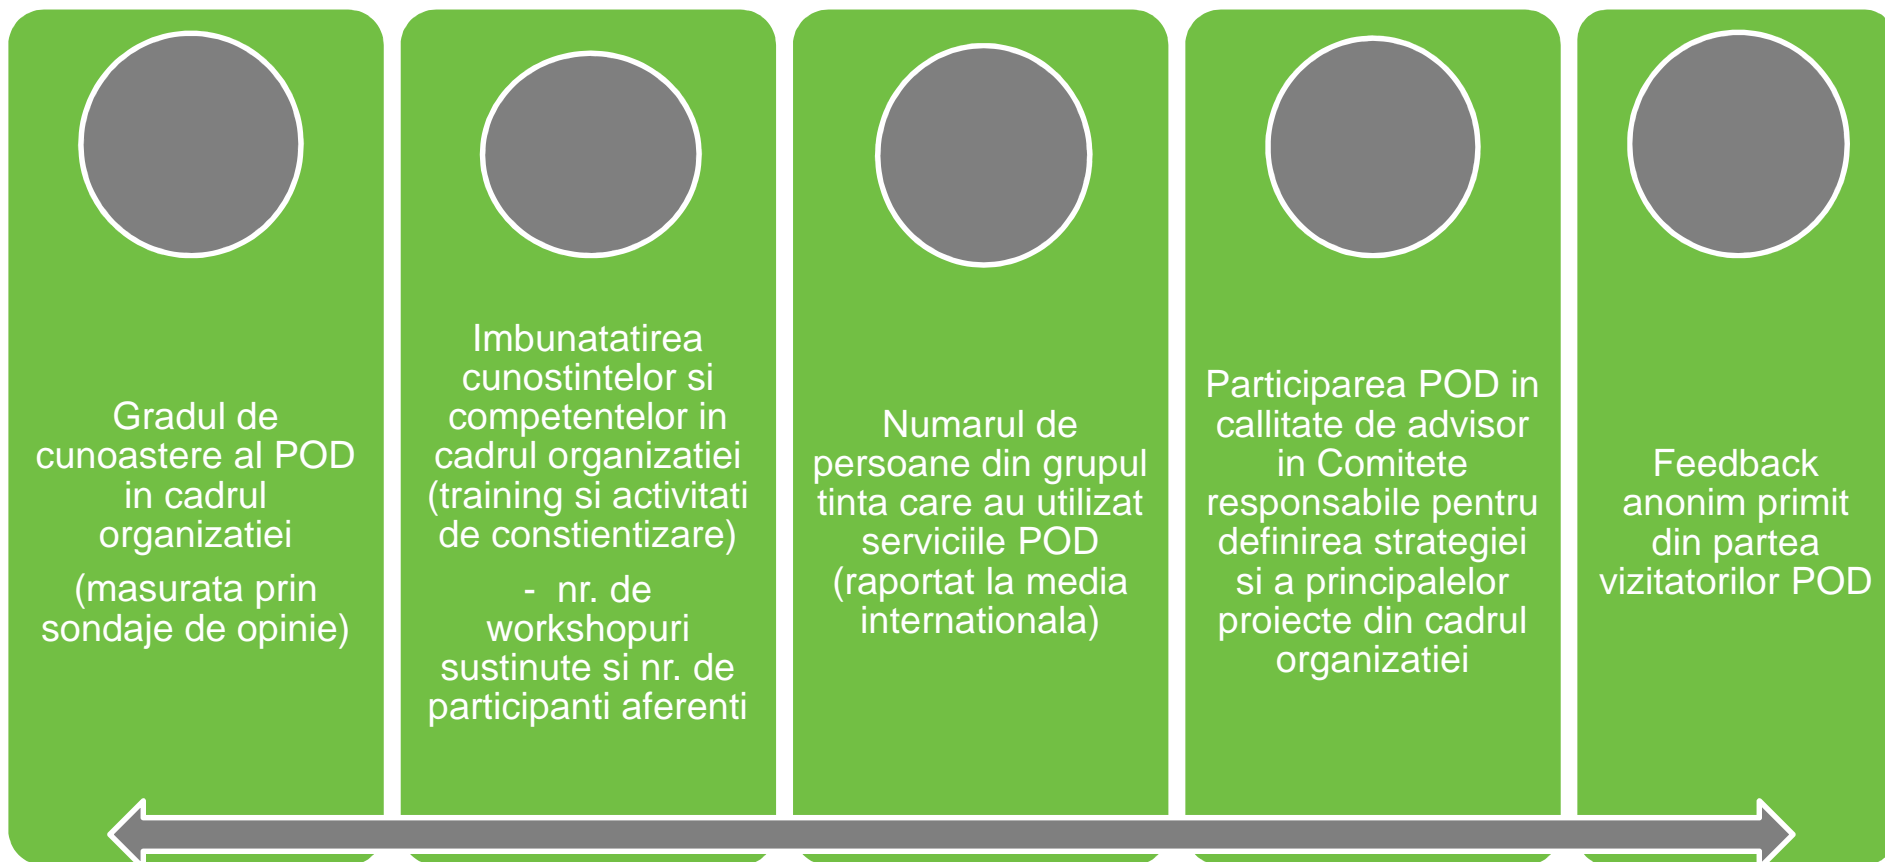 Gradul de
cunoastere al POD
in cadrul
organizatiei
(masurata prin
sondaje de opinie)
Imbunatatirea
cunostintelor si
competentelor in
cadrul organizatiei
(training si activitati
de constientizare)
- nr. de
workshopuri
sustinute si nr. de
participanti aferenti
Numarul de
persoane din grupul
tinta care au utilizat
serviciile POD
(raportat la media
internationala)
Participarea POD in
callitate de advisor
in Comitete
responsabile pentru
definirea strategiei
si a principalelor
proiecte din cadrul
organizatiei
Feedback
anonim primit
din partea
vizitatorilor POD